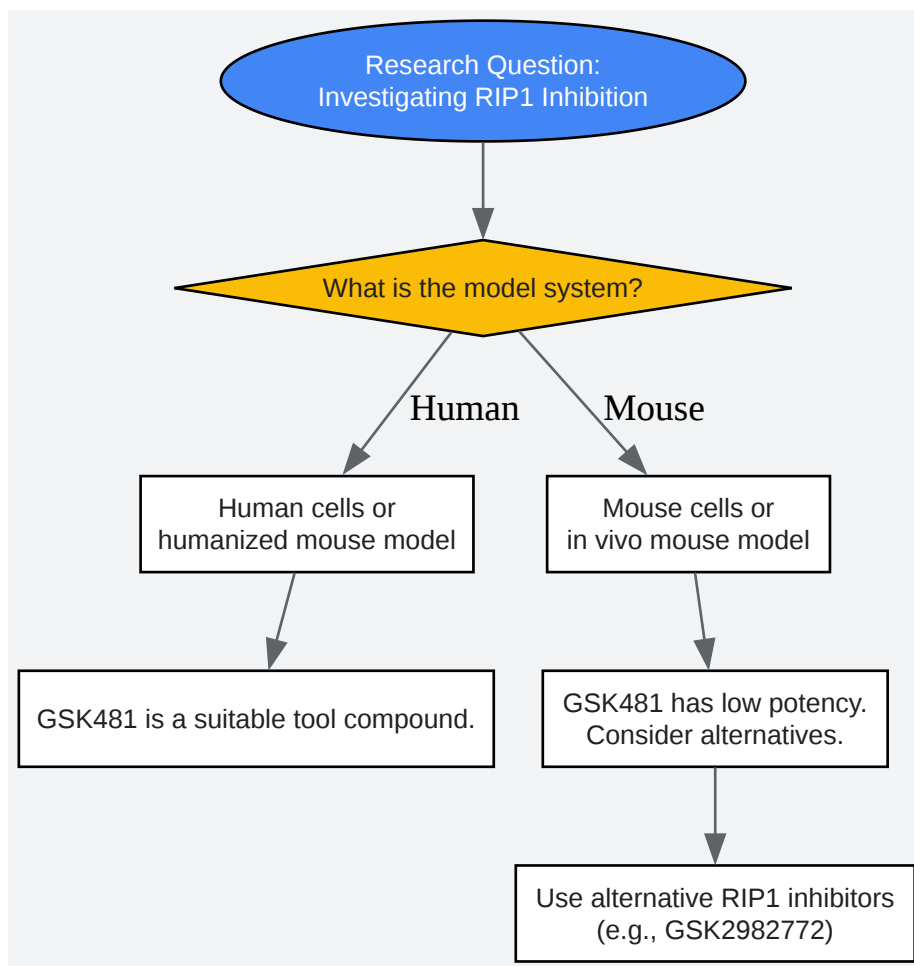 Research Question:
Investigating RIP1 Inhibition
What is the model system?
Human
Mouse
Human cells or
humanized mouse model
Mouse cells or
in vivo mouse model
GSK481 is a suitable tool compound.
GSK481 has low potency.
Consider alternatives.
Use alternative RIP1 inhibitors
(e.g., GSK2982772)